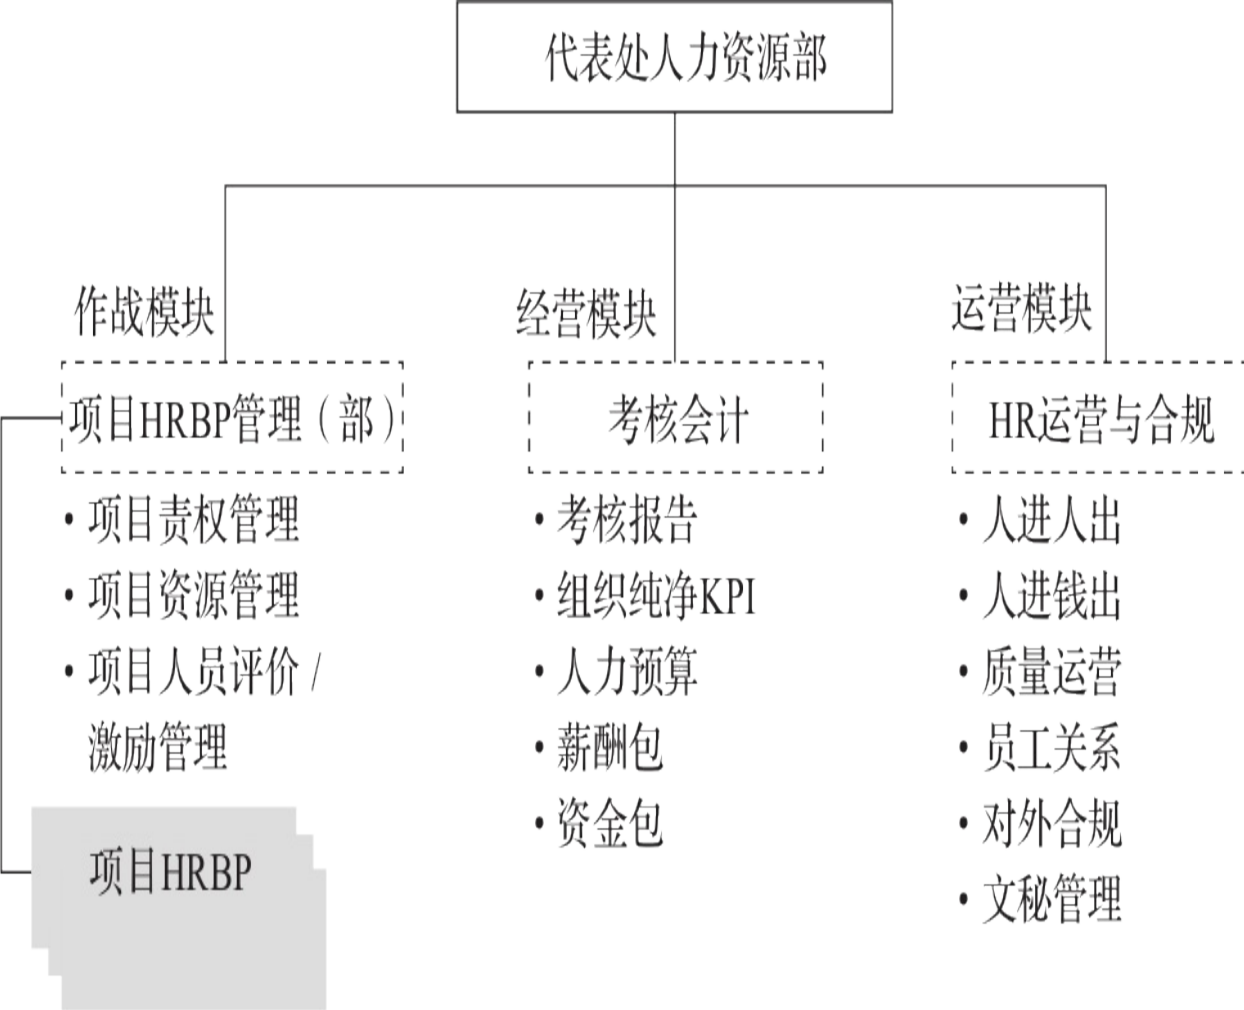 代表处人力资源部
作战模块
项目HRBP管理（部）
• 项目责权管理
• 项目资源管理
• 项目人员评价 /
激励管理
项目HRBP
经营模块
考核会计
• 考核报告
• 组织纯净KPI
• 人力预算
• 薪酬包
• 资金包
运营模块
HR运营与合规
• 人进人出
• 人进钱出
• 质量运营
• 员工关系
• 对外合规
• 文秘管理